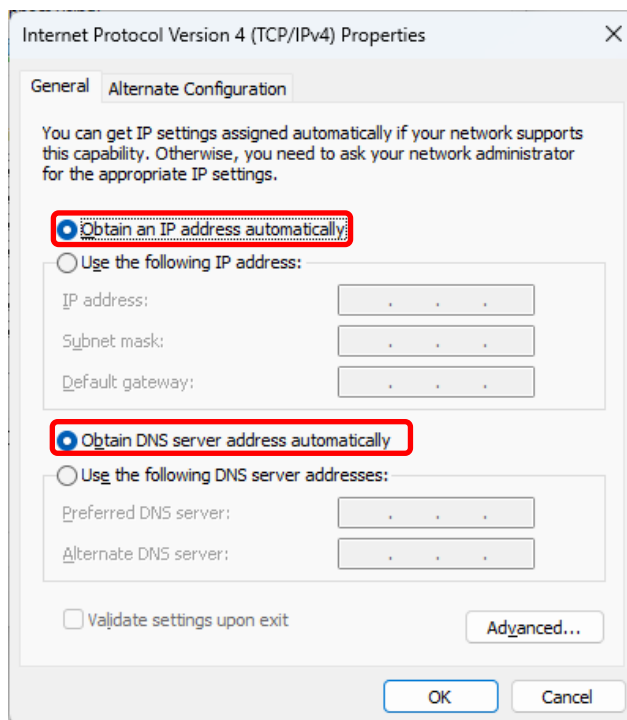 Internet Protocol Version 4 (TCP/IPv4) Properties
General
Alternate Configuration
You can get IP settings assigned automatically if your network supports
this capability. Otherwise, you need to ask your network administrator
for the appropriate IP settings.
Obtain an IP address automatically
Use the following IP address:
IP address:
Subnet mask:
Default gateway:
Obtain DNS server address automatically
Use the following DNS server addresses:
Preferred DNS server:
Alternate DNS server:
Validate settings upon exit
Advanced...
OK
Cancel